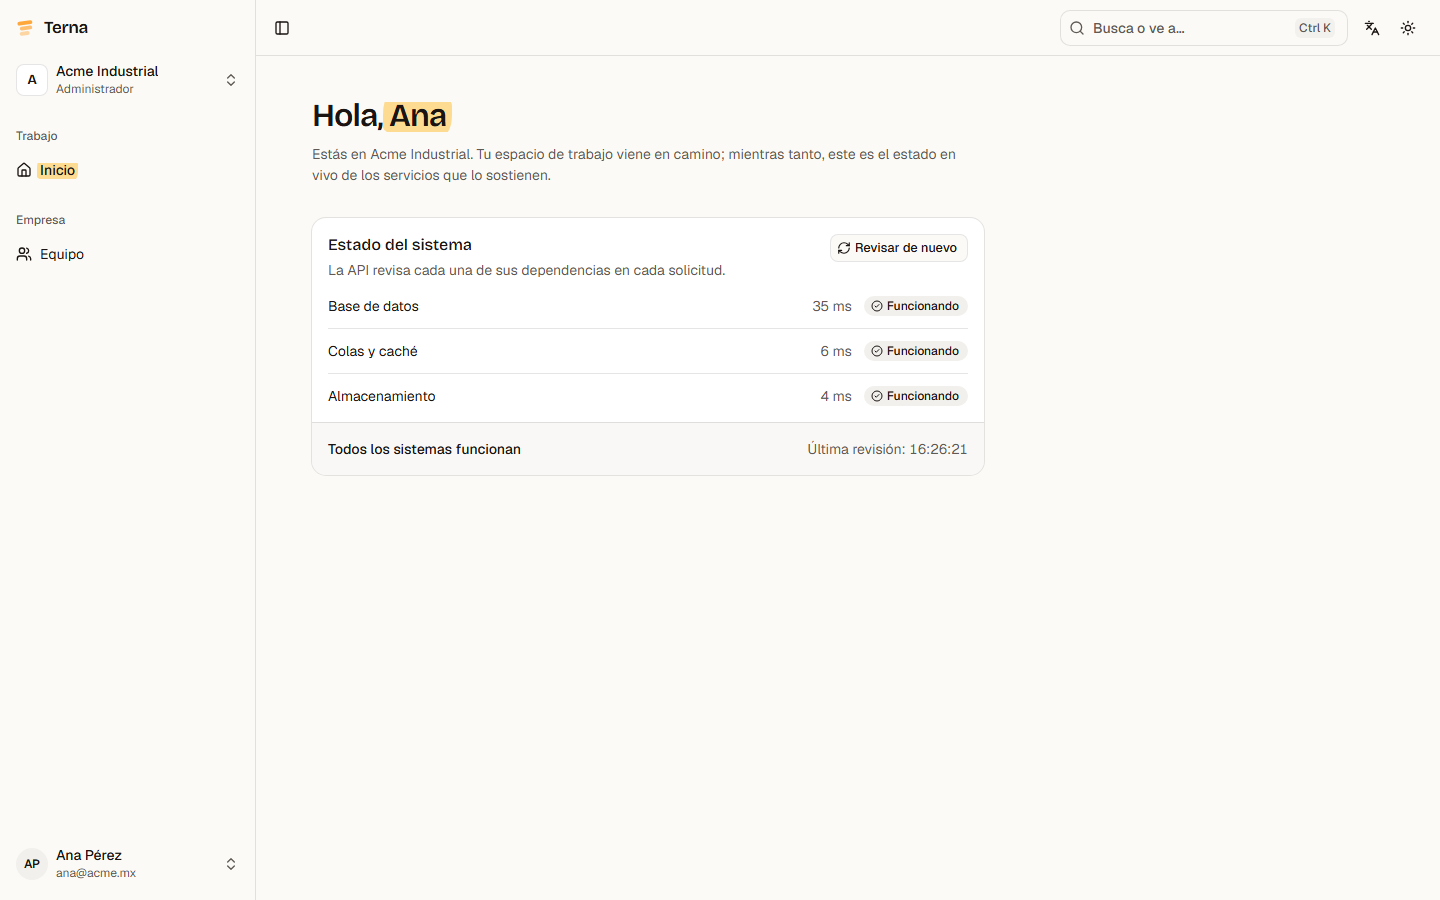 Terna
A
Acme Industrial
Administrador
Trabajo
Inicio
Empresa
Equipo
AP
Ana Pérez
ana@acme.mx
Busca o ve a...
Ctrl K
Hola, Ana
Estás en Acme Industrial. Tu espacio de trabajo viene en camino; mientras tanto, este es el estado en
vivo de los servicios que lo sostienen.
Estado del sistema
Revisar de nuevo
La API revisa cada una de sus dependencias en cada solicitud.
Base de datos 35 ms Funcionando
Colas y caché 6 ms Funcionando
Almacenamiento 4 ms Funcionando
Todos los sistemas funcionan Última revisión: 16:26:21